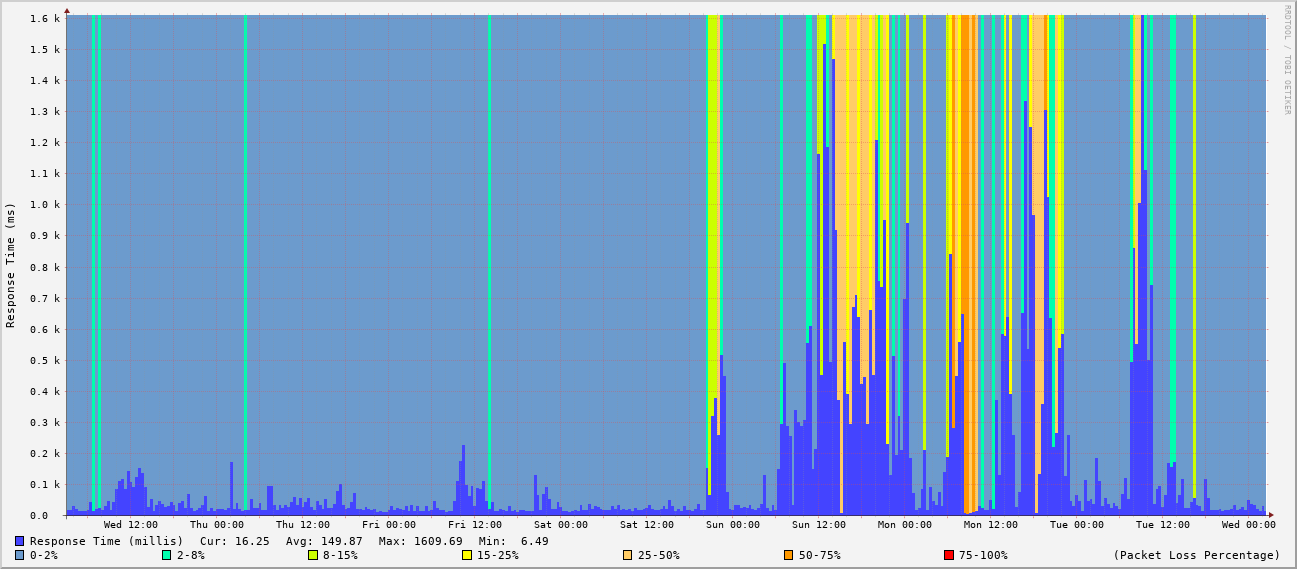 RRDTOOL / TOBI OETIKER
Response Time (ms)
1.6 k
1.5 k
1.4 k
1.3 k
1.2 k
1.1 k
1.0 k
0.9 k
0.8 k
0.7 k
0.6 k
0.5 k
0.4 k
0.3 k
0.2 k
0.1 k
0.0
Wed 12:00 Thu 00:00 Thu 12:00 Fri 00:00 Fri 12:00 Sat 00:00 Sat 12:00 Sun 00:00 Sun 12:00 Mon 00:00 Mon 12:00 Tue 00:00 Tue 12:00 Wed 00:00
Response Time (millis) Cur: 16.25 Avg: 149.87 Max: 1609.69 Min: 6.49
0-2% 2-8% 8-15% 15-25% 25-50% 50-75% 75-100% (Packet Loss Percentage)